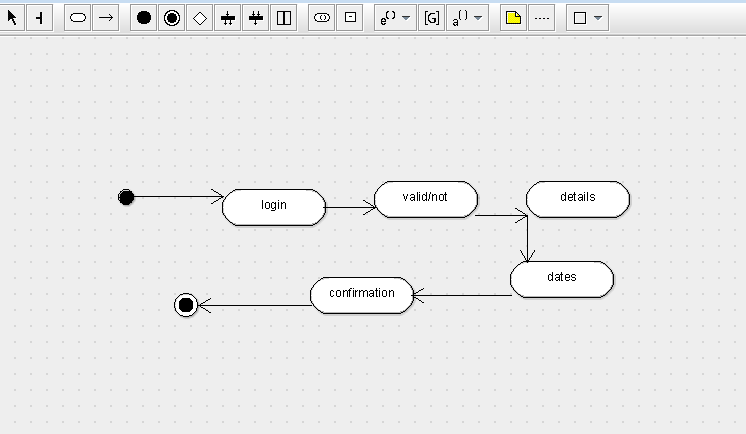 e()
[G]
a()
login
valid/not
details
dates
confirmation